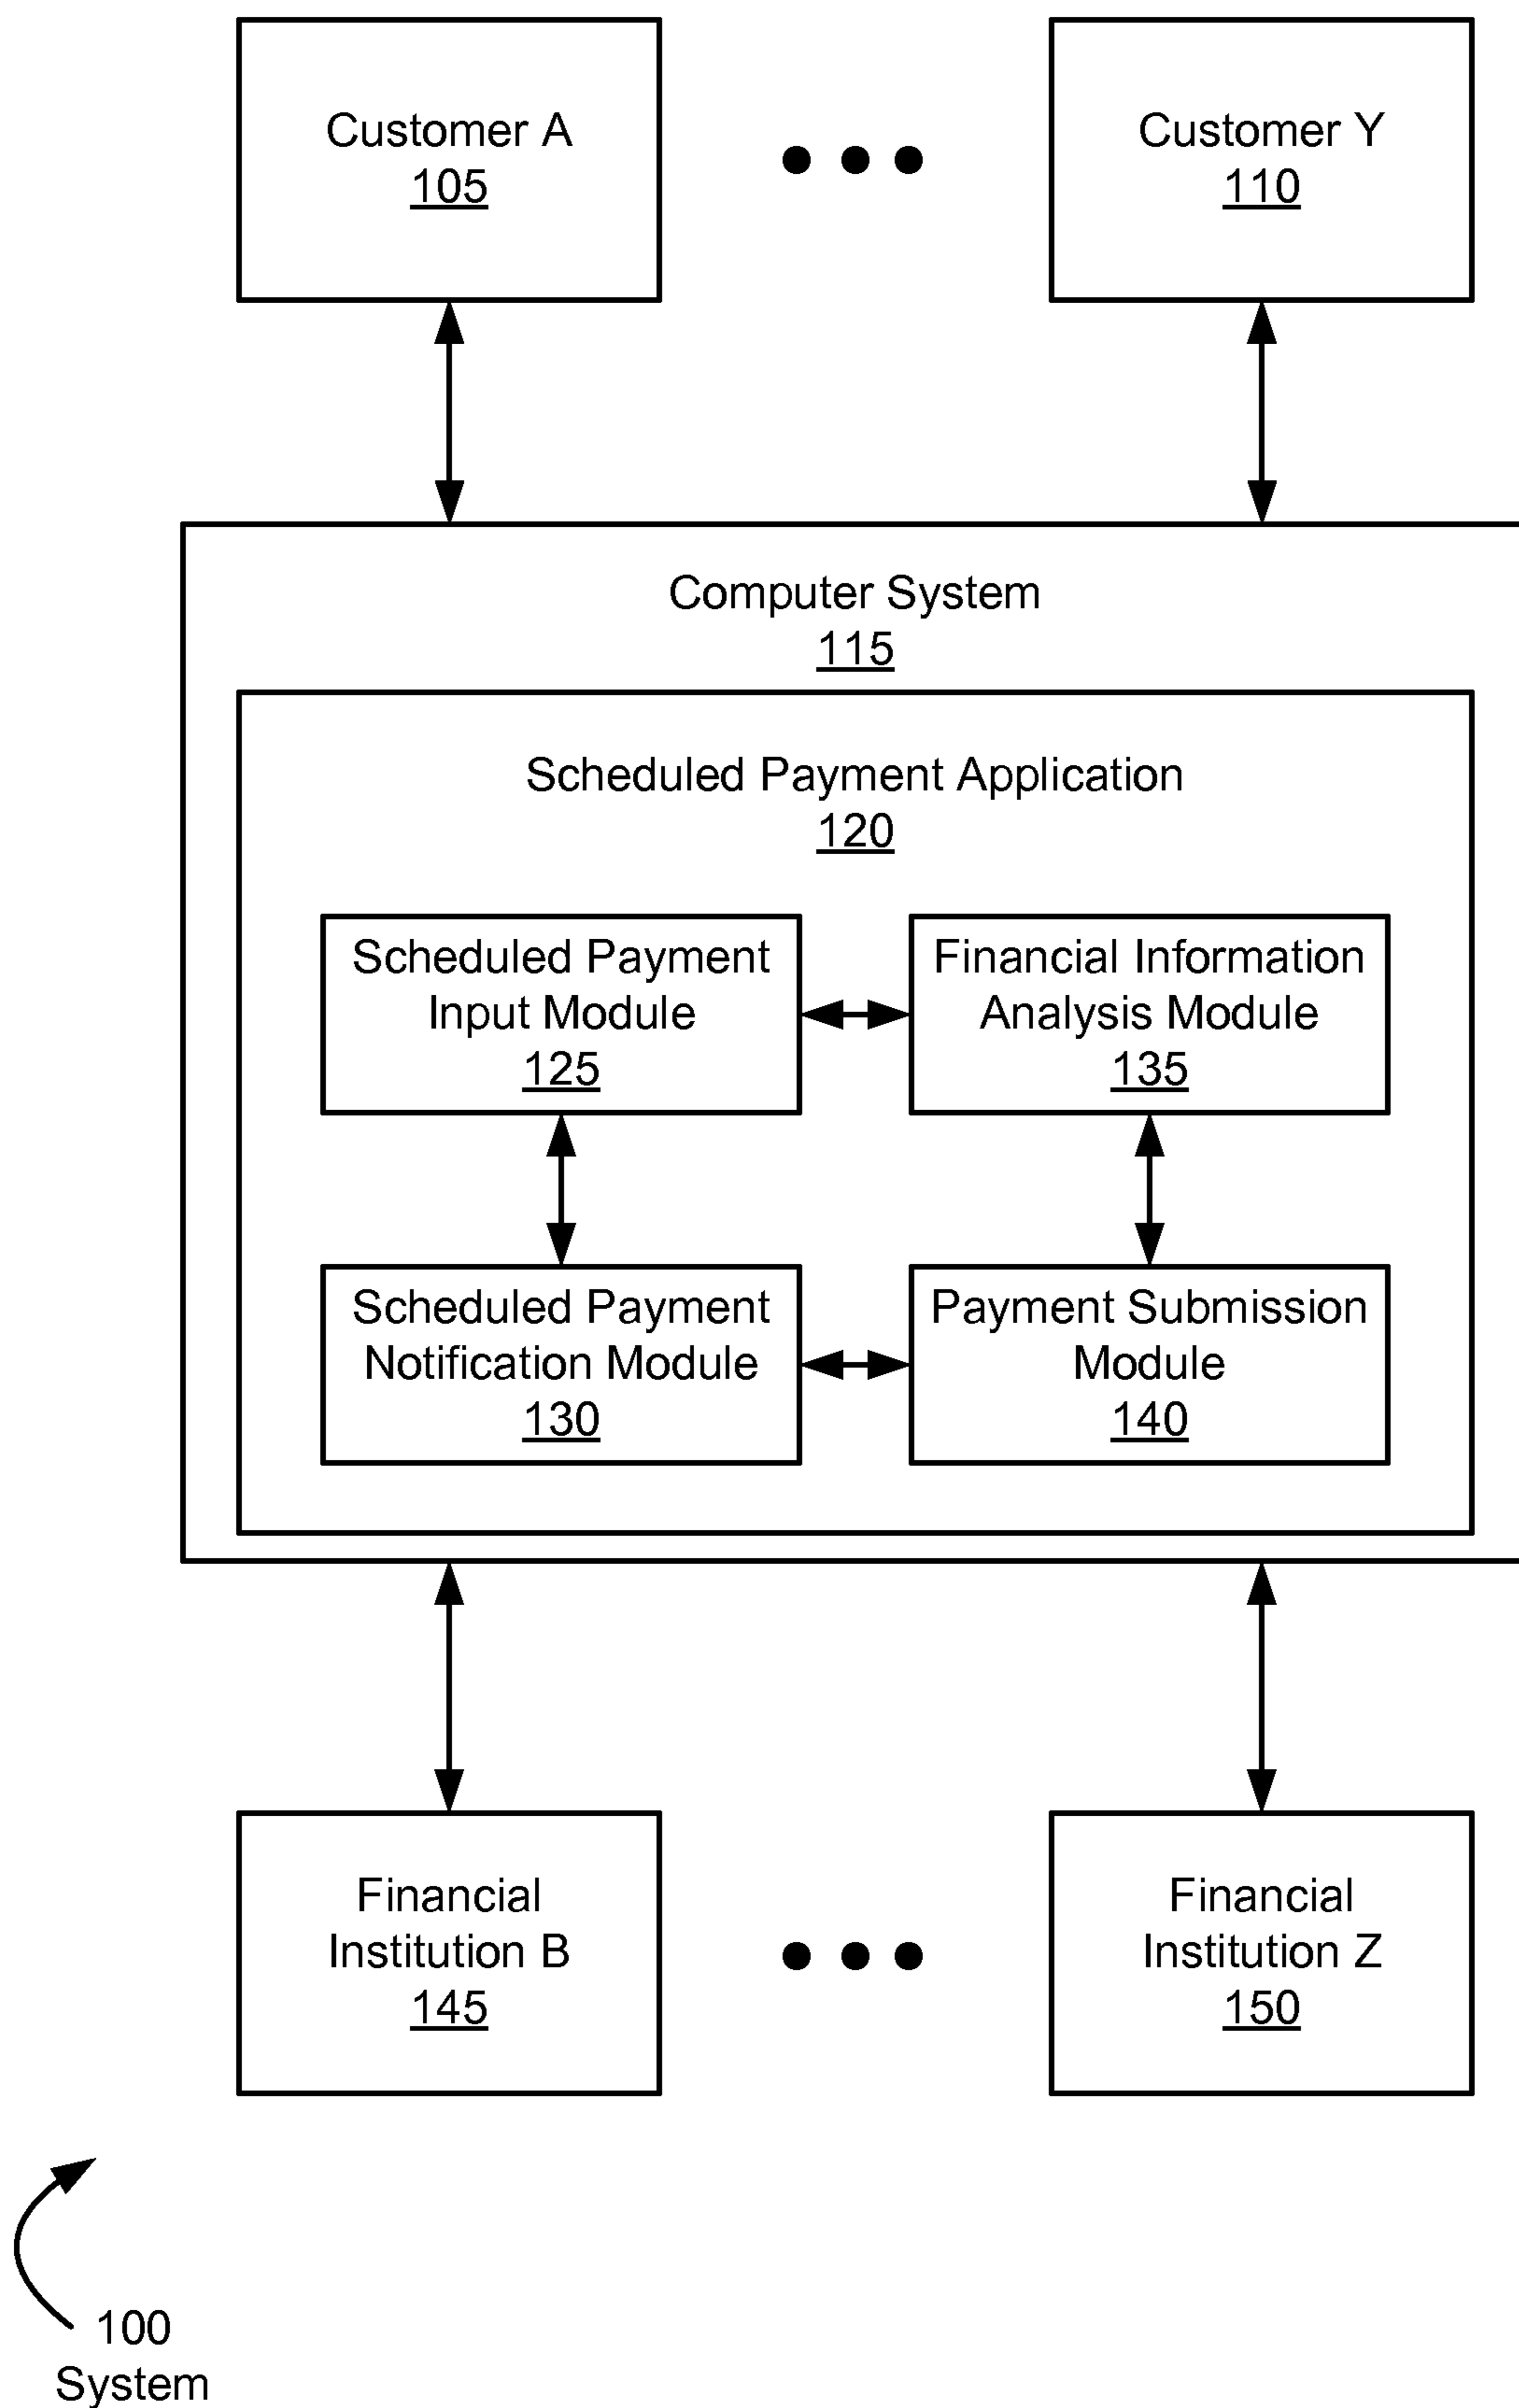 Customer A
105
Customer Y
110
Computer System
115
Scheduled Payment Application
120
Scheduled Payment
Input Module
125
Financial Information
Analysis Module
135
Scheduled Payment
Notification Module
130
Payment Submission
Module
140
Financial
Institution B
145
Financial
Institution Z
150
100
System